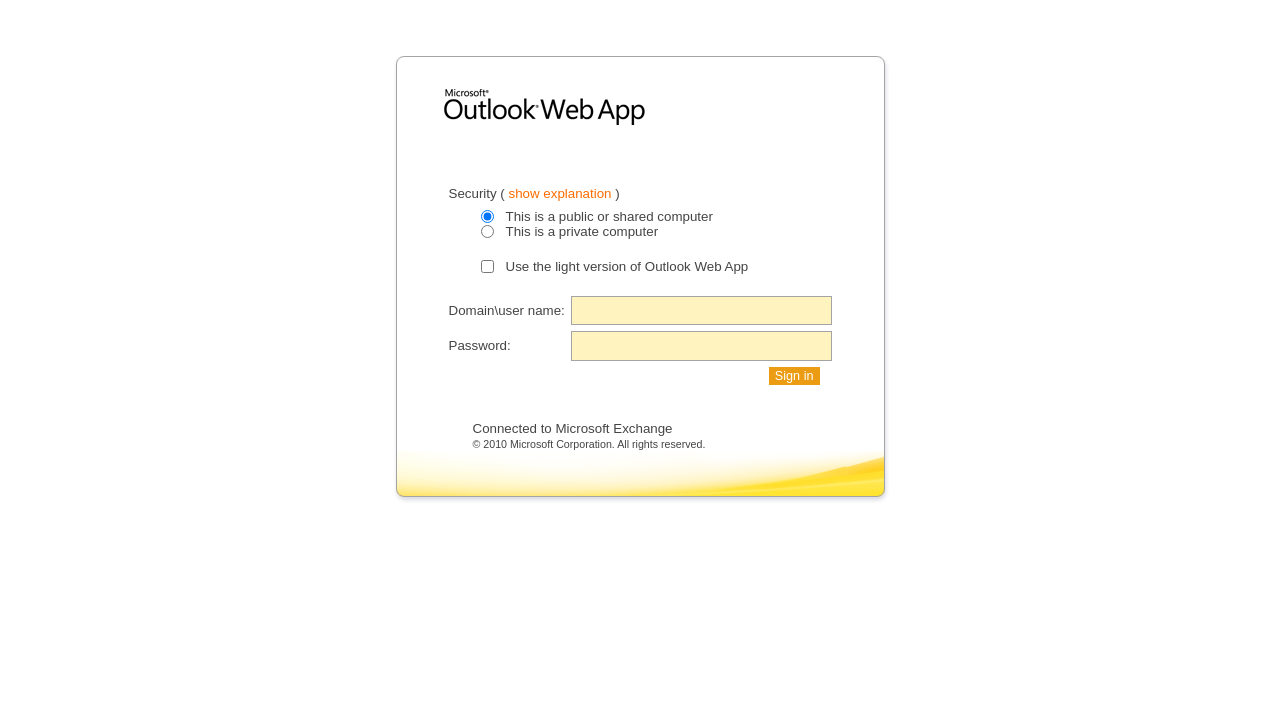 Microsoft®
Outlook® Web App
Security ( show explanation )
This is a public or shared computer
This is a private computer
Use the light version of Outlook Web App
Domain\user name:
Password:
Sign in
Connected to Microsoft Exchange
© 2010 Microsoft Corporation. All rights reserved.